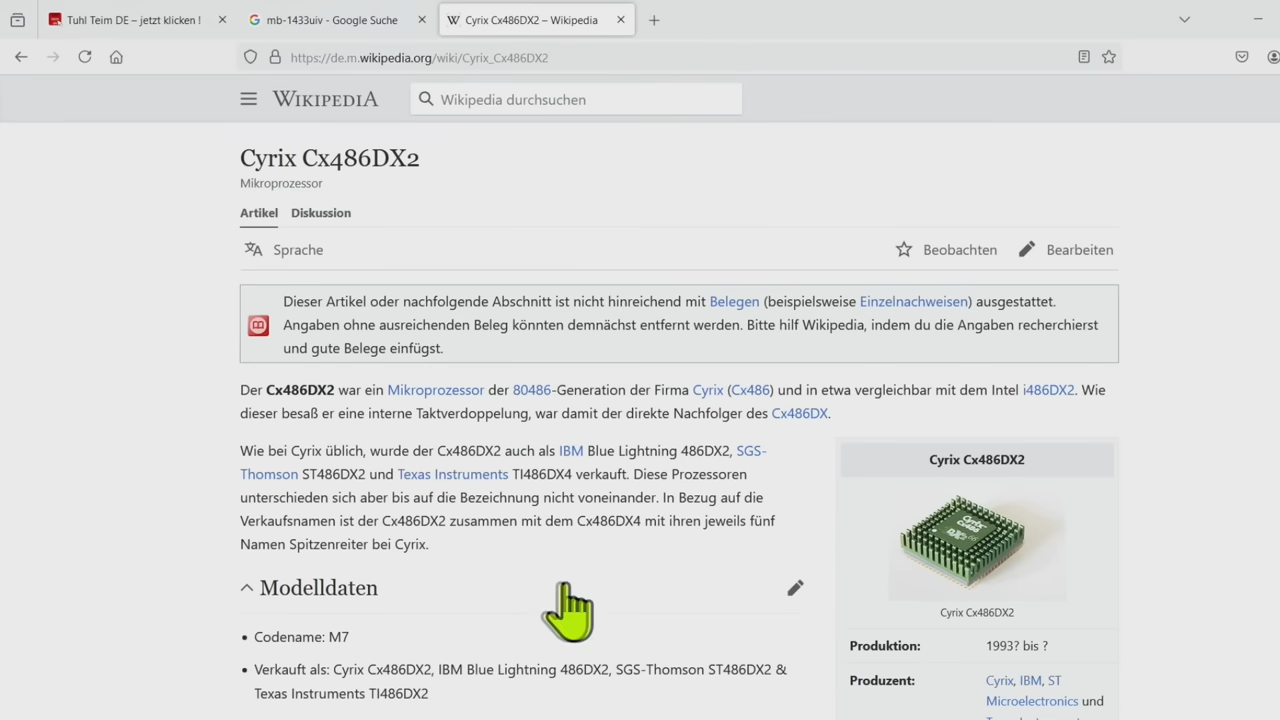 Tuhl Teim DE – jetzt klicken !
mb-1433uiv - Google Suche
Cyrix Cx486DX2 – Wikipedia
https://de.m.wikipedia.org/wiki/Cyrix_Cx486DX2
WIKIPEDIA
Wikipedia durchsuchen
Cyrix Cx486DX2
Mikroprozessor
Artikel Diskussion
Sprache
Beobachten
Bearbeiten
Dieser Artikel oder nachfolgende Abschnitt ist nicht hinreichend mit Belegen (beispielsweise Einzelnachweisen) ausgestattet.
Angaben ohne ausreichenden Beleg könnten demnächst entfernt werden. Bitte hilf Wikipedia, indem du die Angaben recherchierst
und gute Belege einfügst.
Der Cx486DX2 war ein Mikroprozessor der 80486-Generation der Firma Cyrix (Cx486) und in etwa vergleichbar mit dem Intel i486DX2. Wie
dieser besaß er eine interne Taktverdoppelung, war damit der direkte Nachfolger des Cx486DX.
Wie bei Cyrix üblich, wurde der Cx486DX2 auch als IBM Blue Lightning 486DX2, SGS-
Thomson ST486DX2 und Texas Instruments TI486DX4 verkauft. Diese Prozessoren
unterschieden sich aber bis auf die Bezeichnung nicht voneinander. In Bezug auf die
Verkaufsnamen ist der Cx486DX2 zusammen mit dem Cx486DX4 mit ihren jeweils fünf
Namen Spitzenreiter bei Cyrix.
Modelldaten
• Codename: M7
• Verkauft als: Cyrix Cx486DX2, IBM Blue Lightning 486DX2, SGS-Thomson ST486DX2 &
Texas Instruments TI486DX2
Cyrix Cx486DX2
Cyrix
Cx486
DX2
Cyrix Cx486DX2
Produktion: 1993? bis ?
Produzent: Cyrix, IBM, ST
Microelectronics und